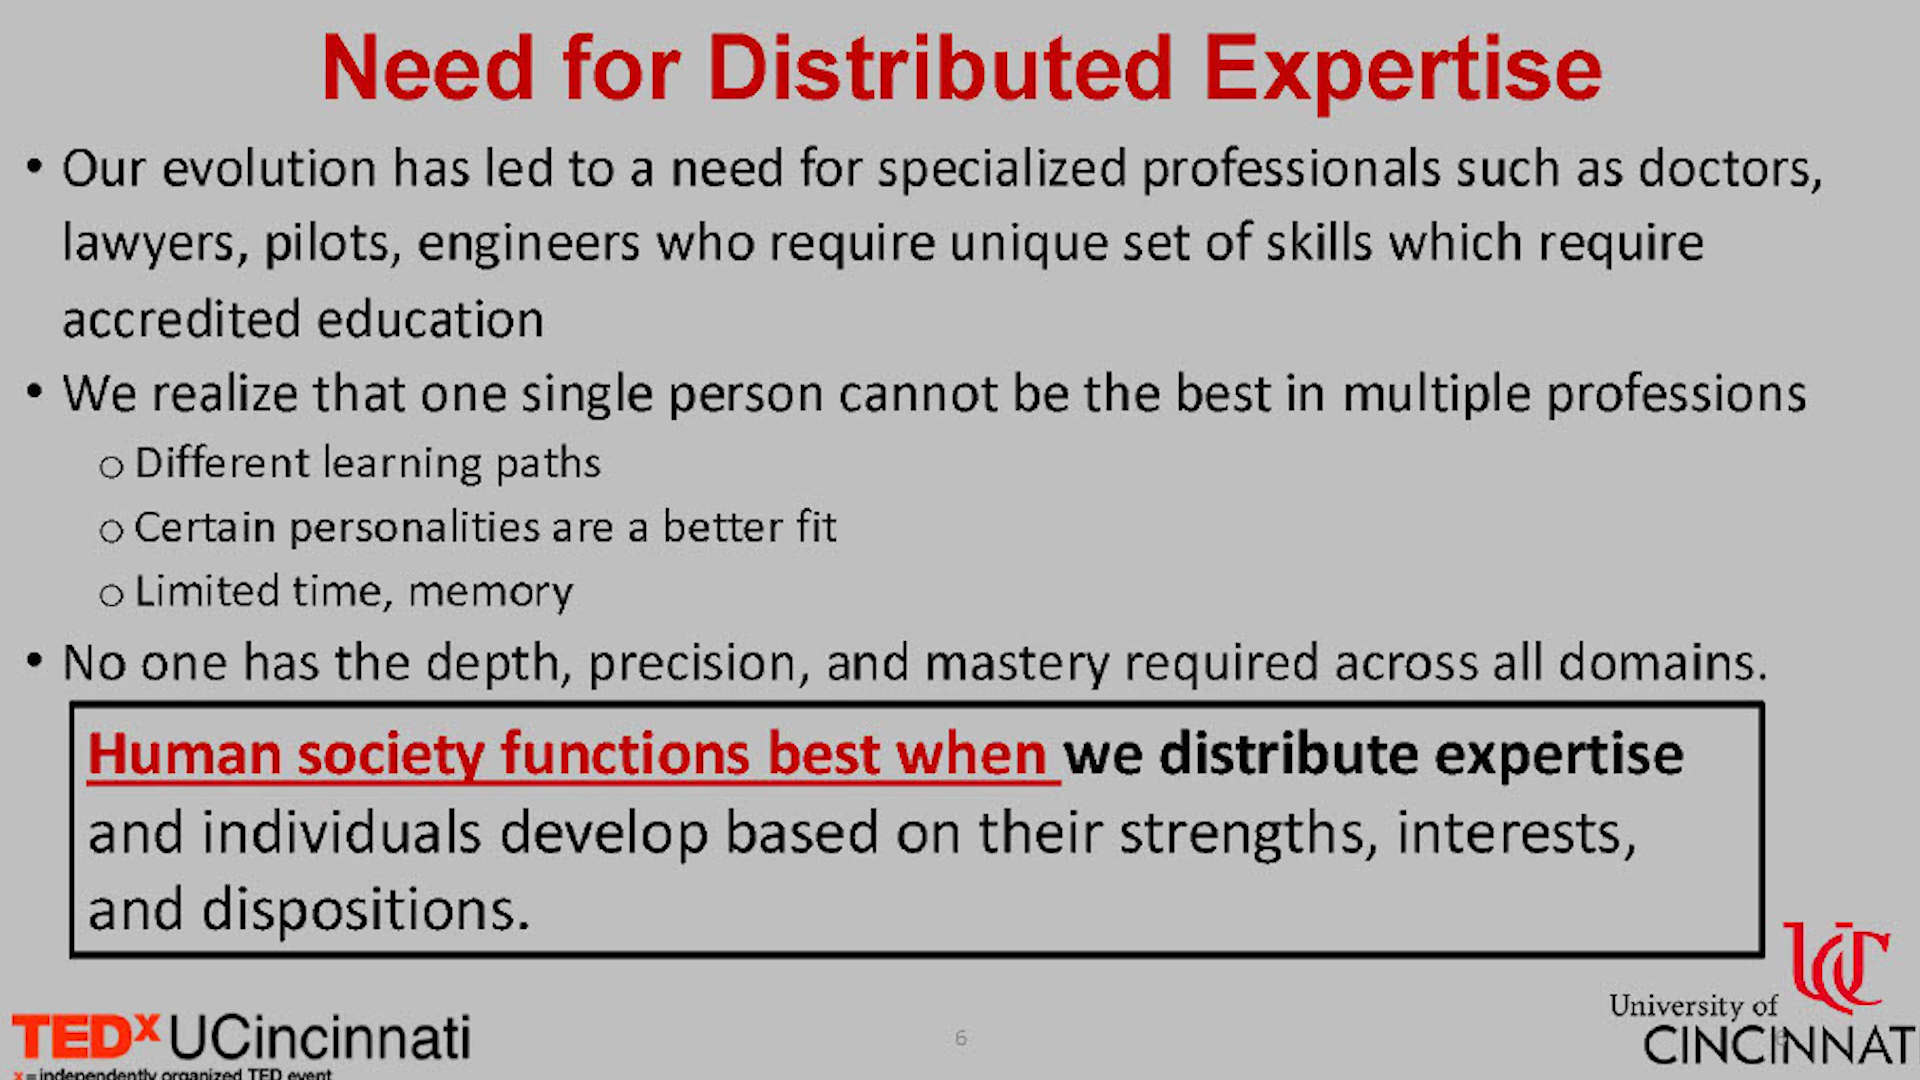 Need for Distributed Expertise
• Our evolution has led to a need for specialized professionals such as doctors,
lawyers, pilots, engineers who require unique set of skills which require
accredited education
• We realize that one single person cannot be the best in multiple professions
o Different learning paths
o Certain personalities are a better fit
o Limited time, memory
• No one has the depth, precision, and mastery required across all domains.
Human society functions best when we distribute expertise
and individuals develop based on their strengths, interests,
and dispositions.
TEDx UCincinnati
x = independently organized TED event
6
UC
University of
CINCINNAT